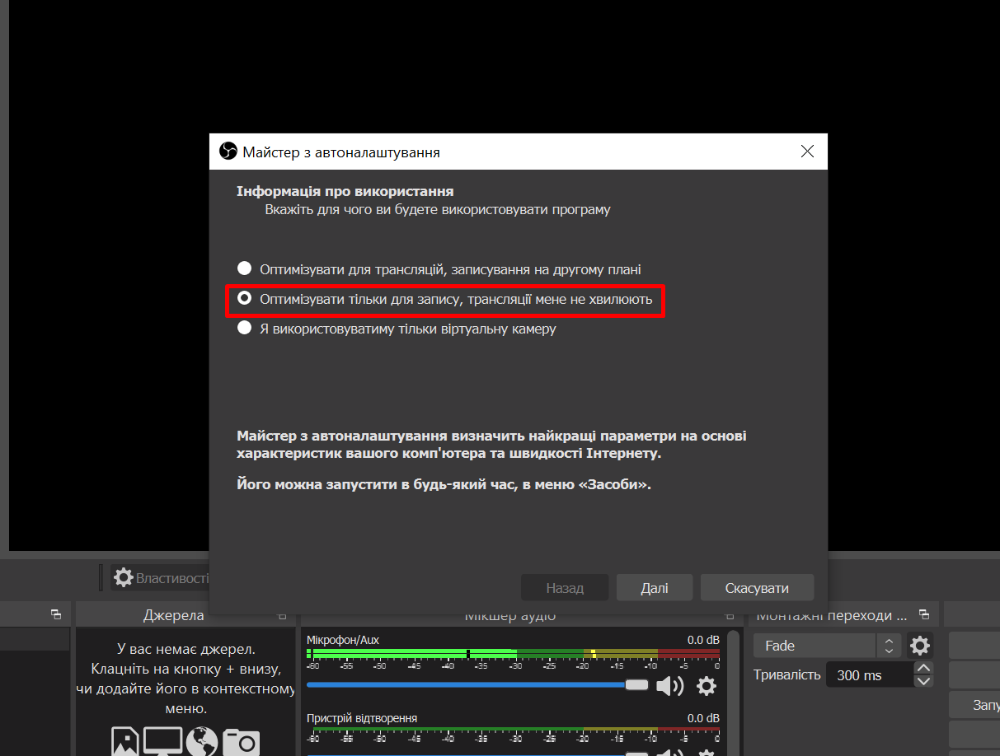 Майстер з автоналаштування
Інформація про використання
Вкажіть для чого ви будете використовувати програму
Оптимізувати для трансляцій, записування на другому плані
Оптимізувати тільки для запису, трансляції мене не хвилюють
Я використовуватиму тільки віртуальну камеру
Майстер з автоналаштування визначить найкращі параметри на основі
характеристик вашого комп'ютера та швидкості Інтернету.
Його можна запустити в будь-який час, в меню «Засоби».
Назад
Далі
Скасувати
Властивості
Джерела
Мікшер аудіо
Монтажні переходи ...
У вас немає джерел.
Клацніть на кнопку + внизу,
чи додайте його в контекстному
меню.
Мікрофон/Aux
0.0 dB
-60 -55 -50 -45 -40 -35 -30 -25 -20 -15 -10 -5 0
Пристрій відтворення
0.0 dB
-60 -55 -50 -45 -40 -35 -30 -25 -20 -15 -10 -5 0
Fade
Тривалість
300 ms
Запу